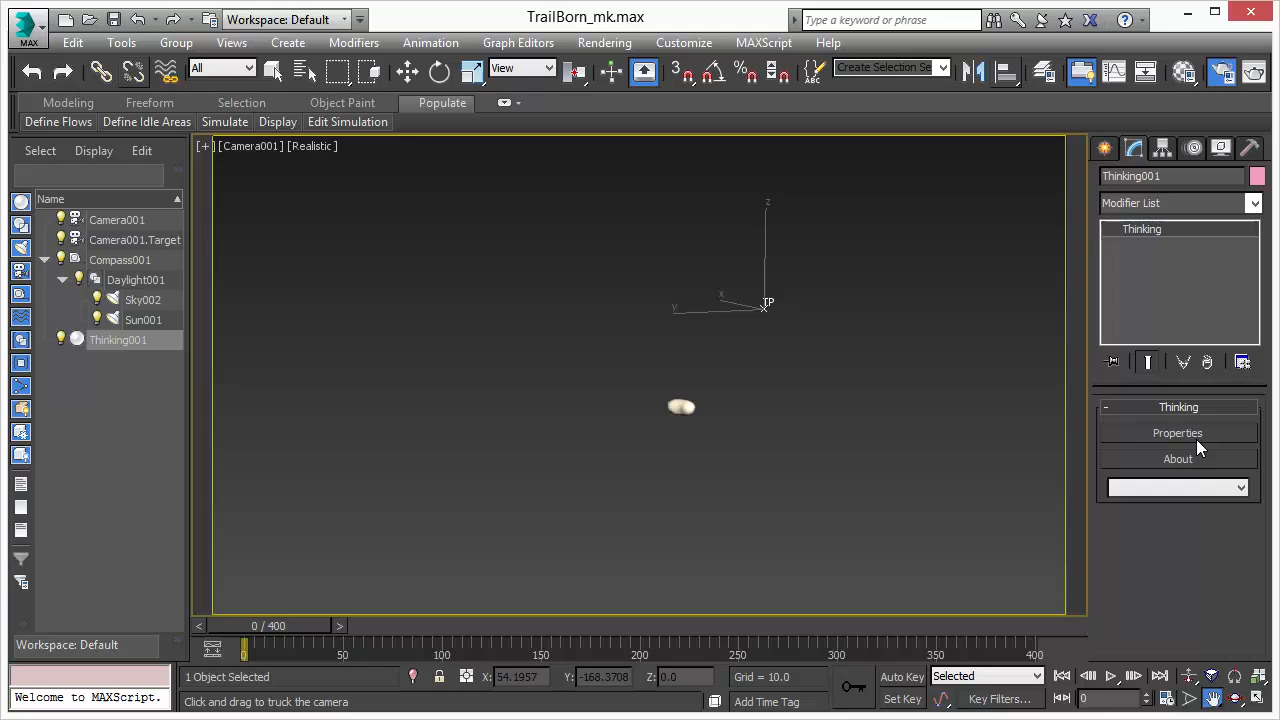 Workspace: Default
TrailBorn_mk.max
Type a keyword or phrase
MAX
Edit Tools Group Views Create Modifiers Animation Graph Editors Rendering Customize MAXScript Help
All
View
3
%
ABC
Create Selection Se
Modeling Freeform Selection Object Paint Populate
Define Flows Define Idle Areas Simulate Display Edit Simulation
Select Display Edit
[+] [Camera001] [Realistic]
Name
Camera001
Camera001.Target
Compass001
Daylight001
Sky002
Sun001
Thinking001
z
x
y
TP
Thinking001
Modifier List
Thinking
- Thinking
Properties
About
Workspace: Default
< 0 / 400 >
0 50 100 150 200 250 300 350 400
1 Object Selected
X: 54.1957 Y: -168.3708 Z: 0.0
Grid = 10.0
Auto Key
Selected
Welcome to MAXScript.
Click and drag to truck the camera
Add Time Tag
Set Key
Key Filters...
0